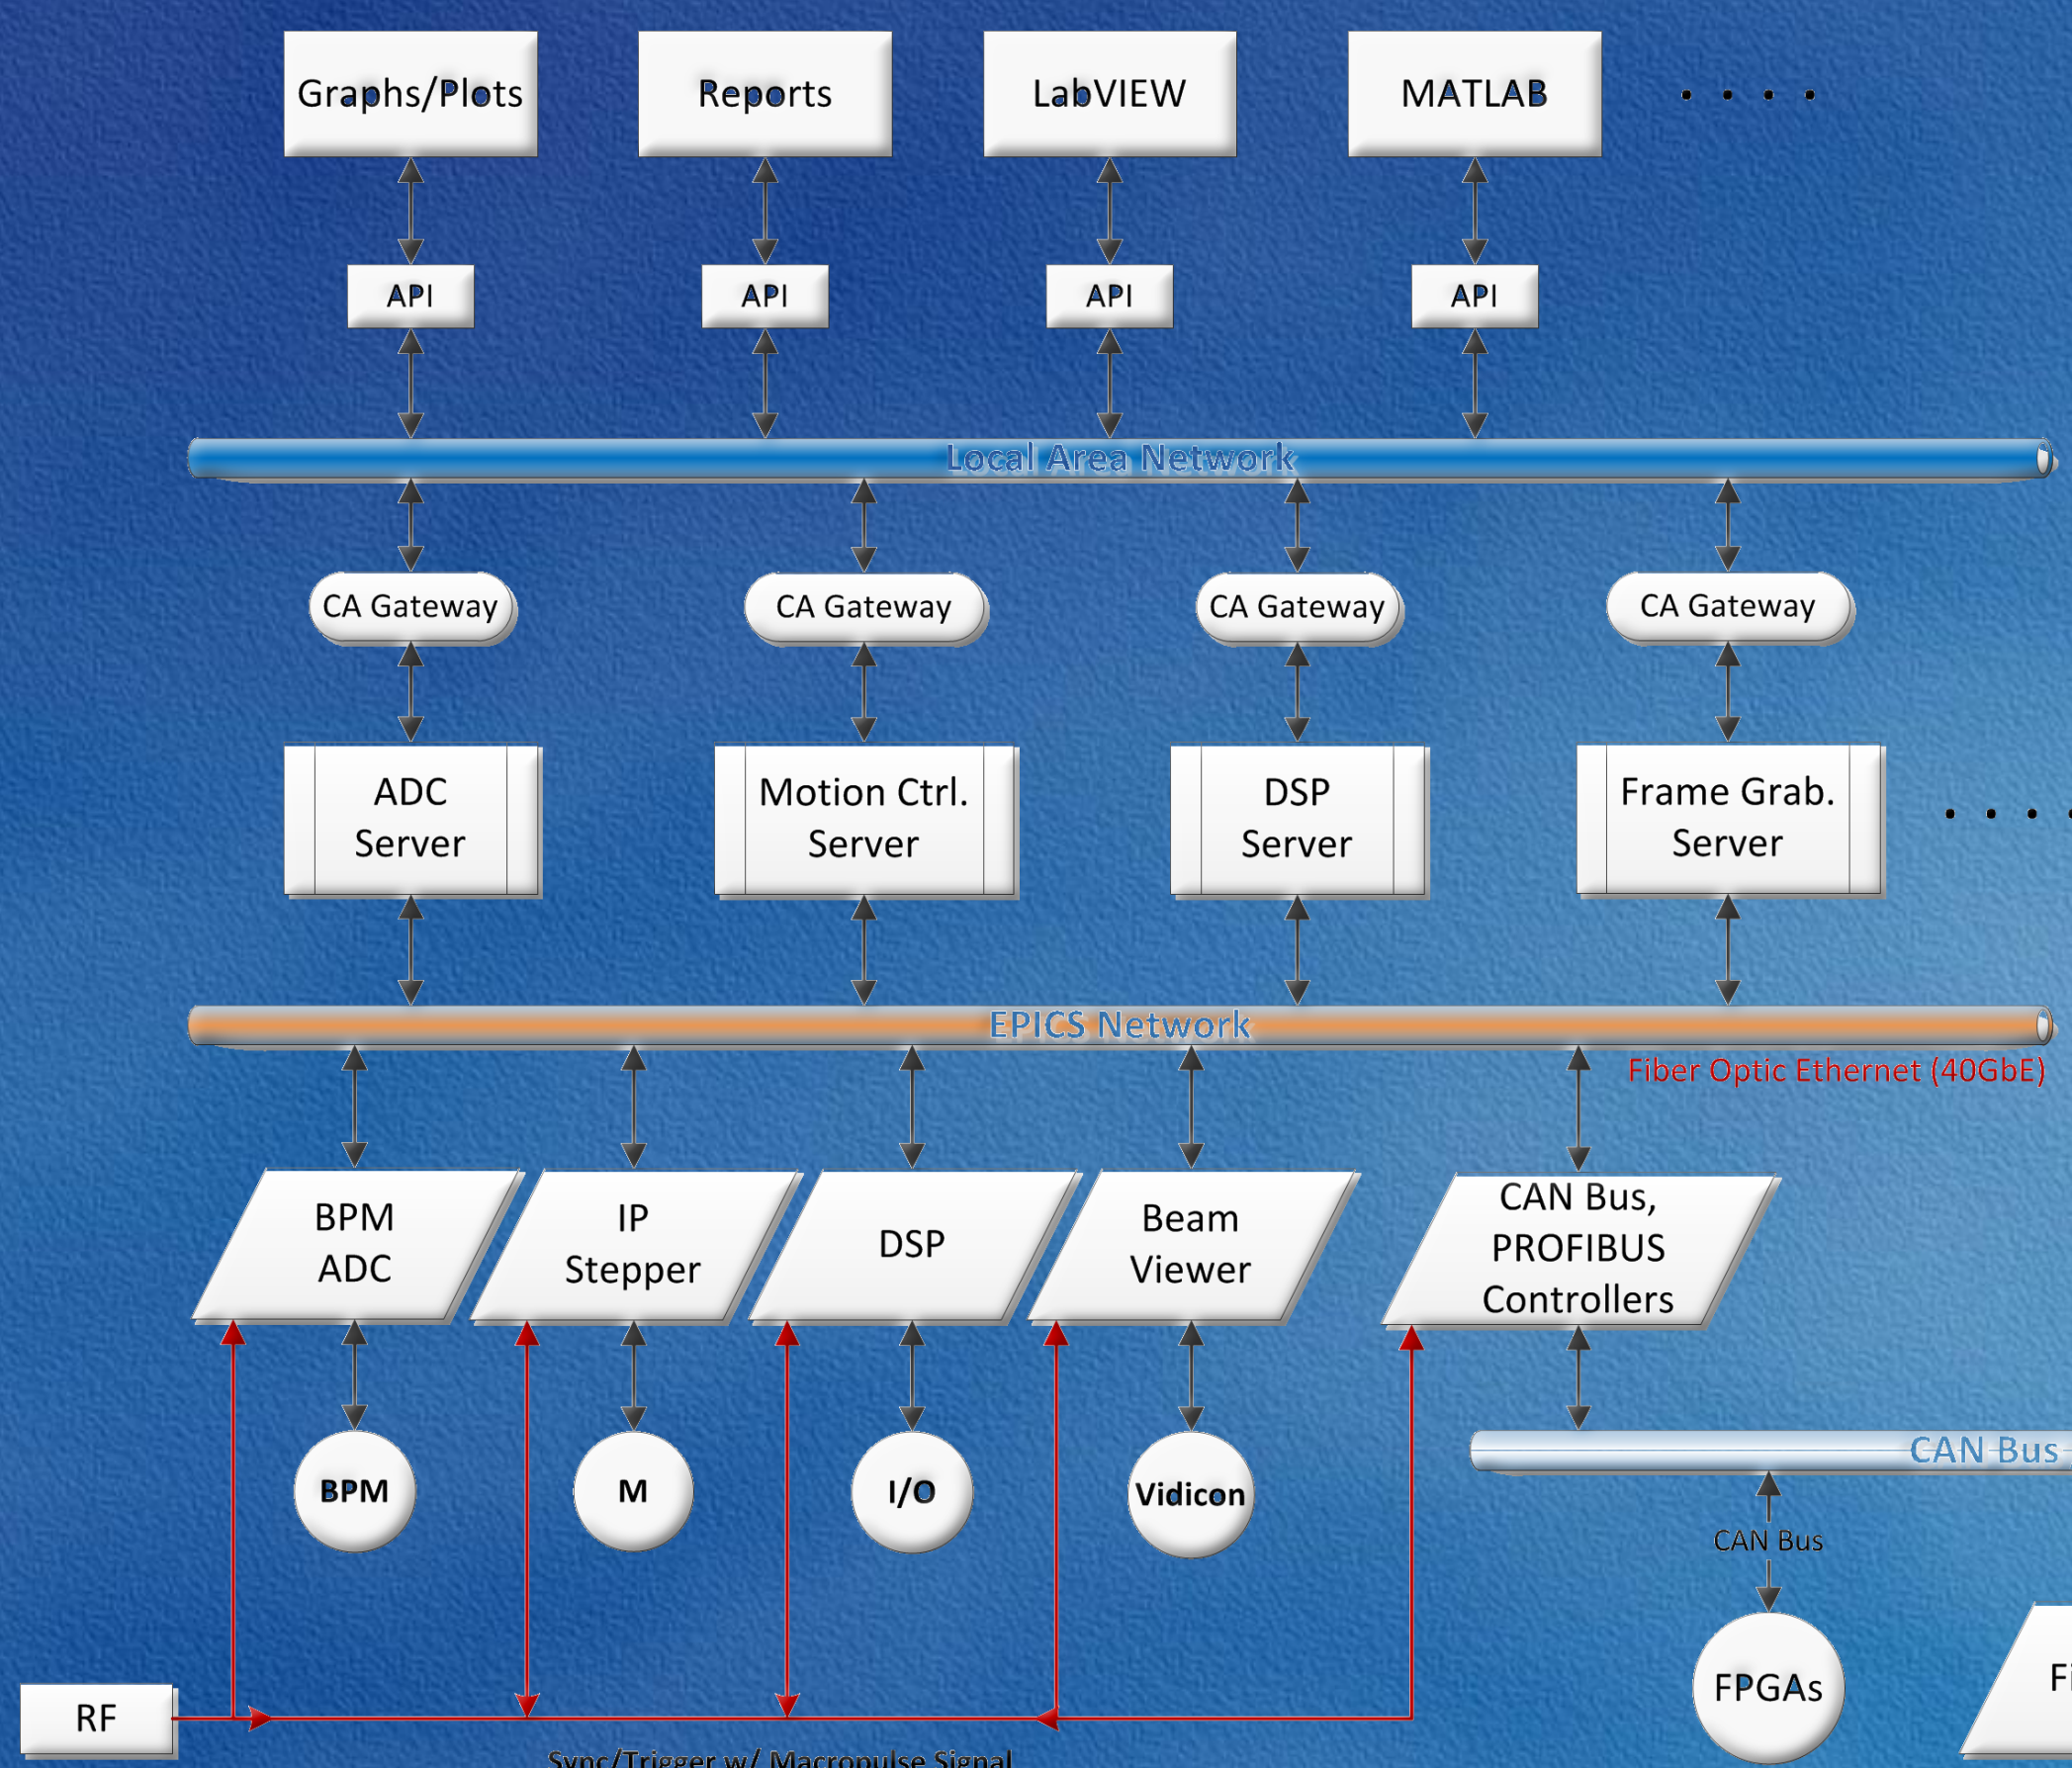 Graphs/Plots
Reports
LabVIEW
MATLAB
. . . .
API
API
API
API
Local Area Network
CA Gateway
CA Gateway
CA Gateway
CA Gateway
ADC
Server
Motion Ctrl.
Server
DSP
Server
Frame Grab.
Server
. . . .
EPICS Network
Fiber Optic Ethernet (40GbE)
BPM
ADC
IP
Stepper
DSP
Beam
Viewer
CAN Bus,
PROFIBUS
Controllers
BPM
M
I/O
Vidicon
CAN Bus
CAN Bus
FPGAs
RF
Sync/Trigger w/ Macropulse Signal